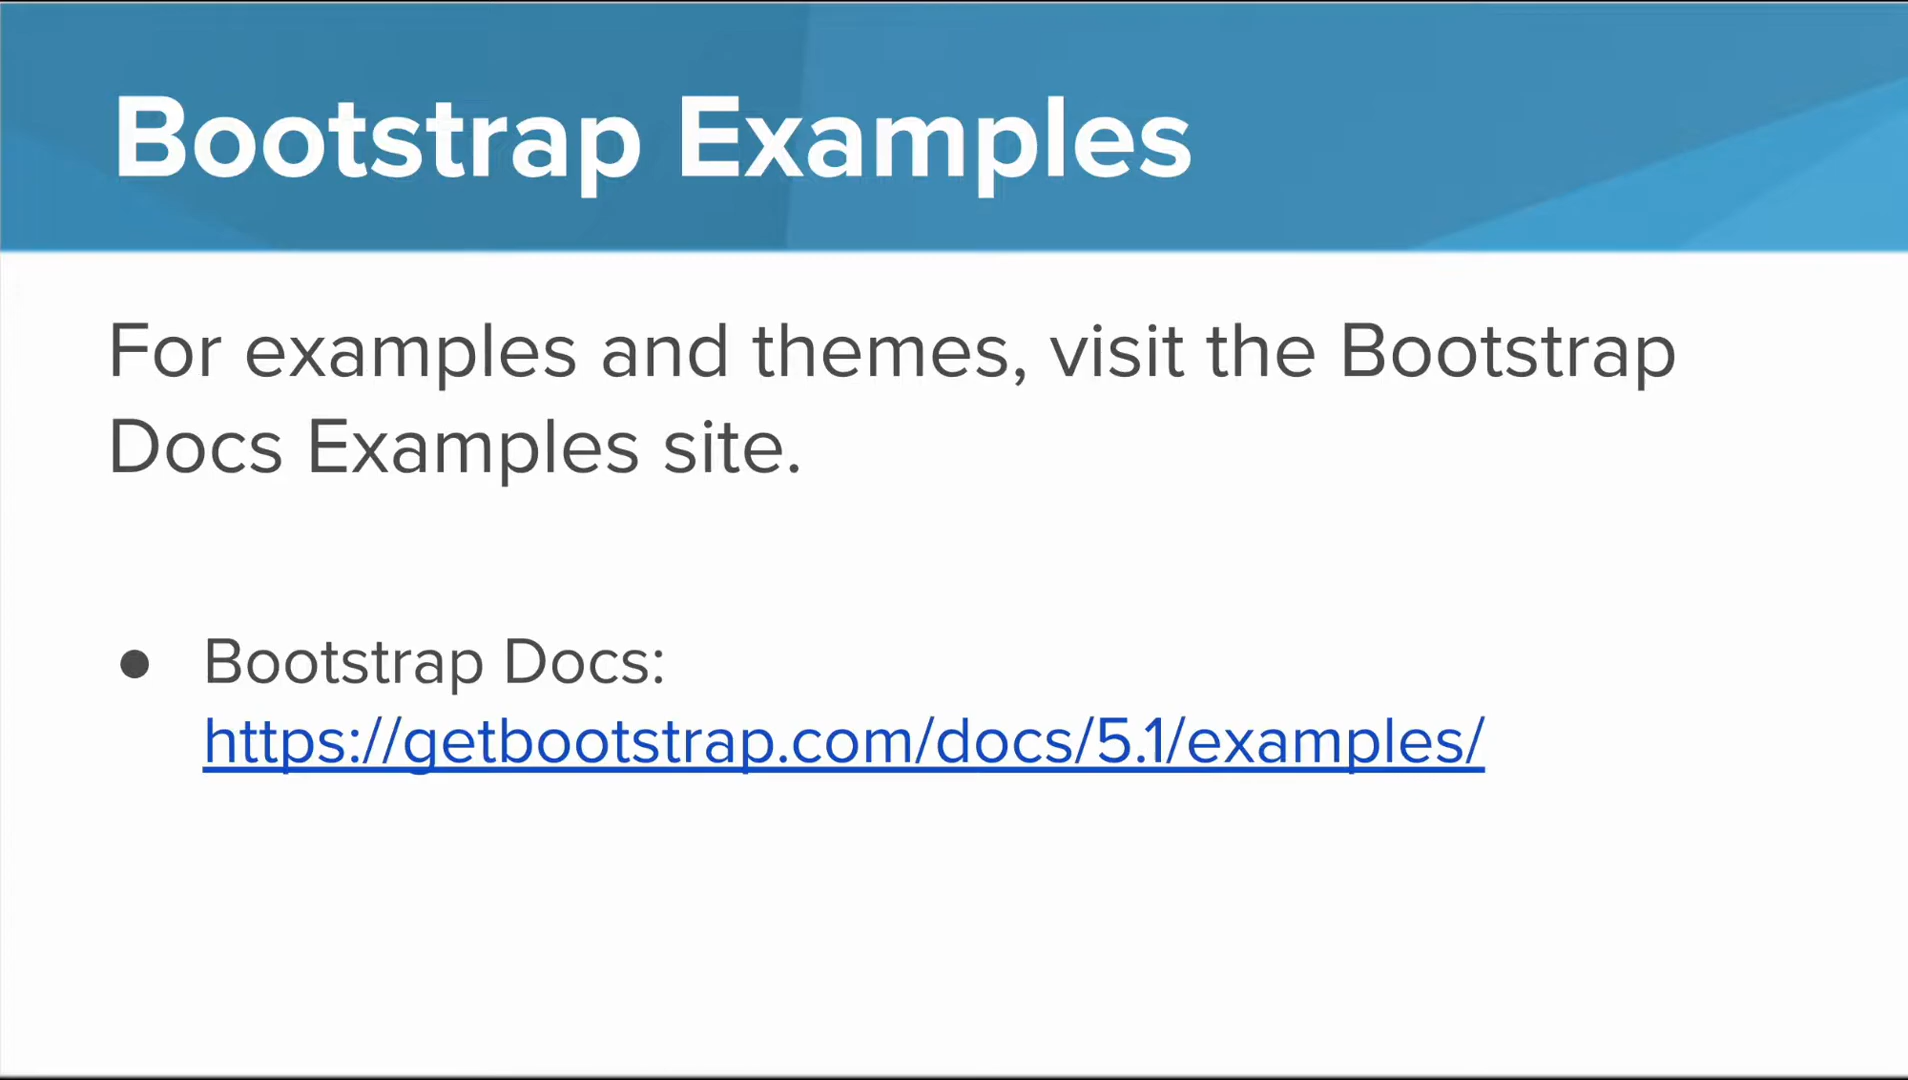 Bootstrap Examples
For examples and themes, visit the Bootstrap
Docs Examples site.
● Bootstrap Docs:
https://getbootstrap.com/docs/5.1/examples/